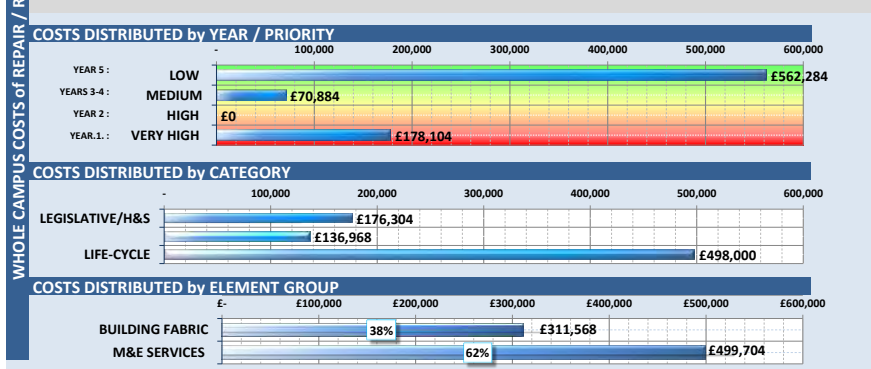 WHOLE CAMPUS COSTS of REPAIR / R
COSTS DISTRIBUTED by YEAR / PRIORITY
- 100,000 200,000 300,000 400,000 500,000 600,000
YEAR 5 : LOW £562,284
YEARS 3-4 : MEDIUM £70,884
YEAR 2 : HIGH £0
YEAR.1. : VERY HIGH £178,104
COSTS DISTRIBUTED by CATEGORY
- 100,000 200,000 300,000 400,000 500,000 600,000
LEGISLATIVE/H&S £176,304
£136,968
LIFE-CYCLE £498,000
COSTS DISTRIBUTED by ELEMENT GROUP
£- £100,000 £200,000 £300,000 £400,000 £500,000 £600,000
BUILDING FABRIC 38% £311,568
M&E SERVICES 62% £499,704